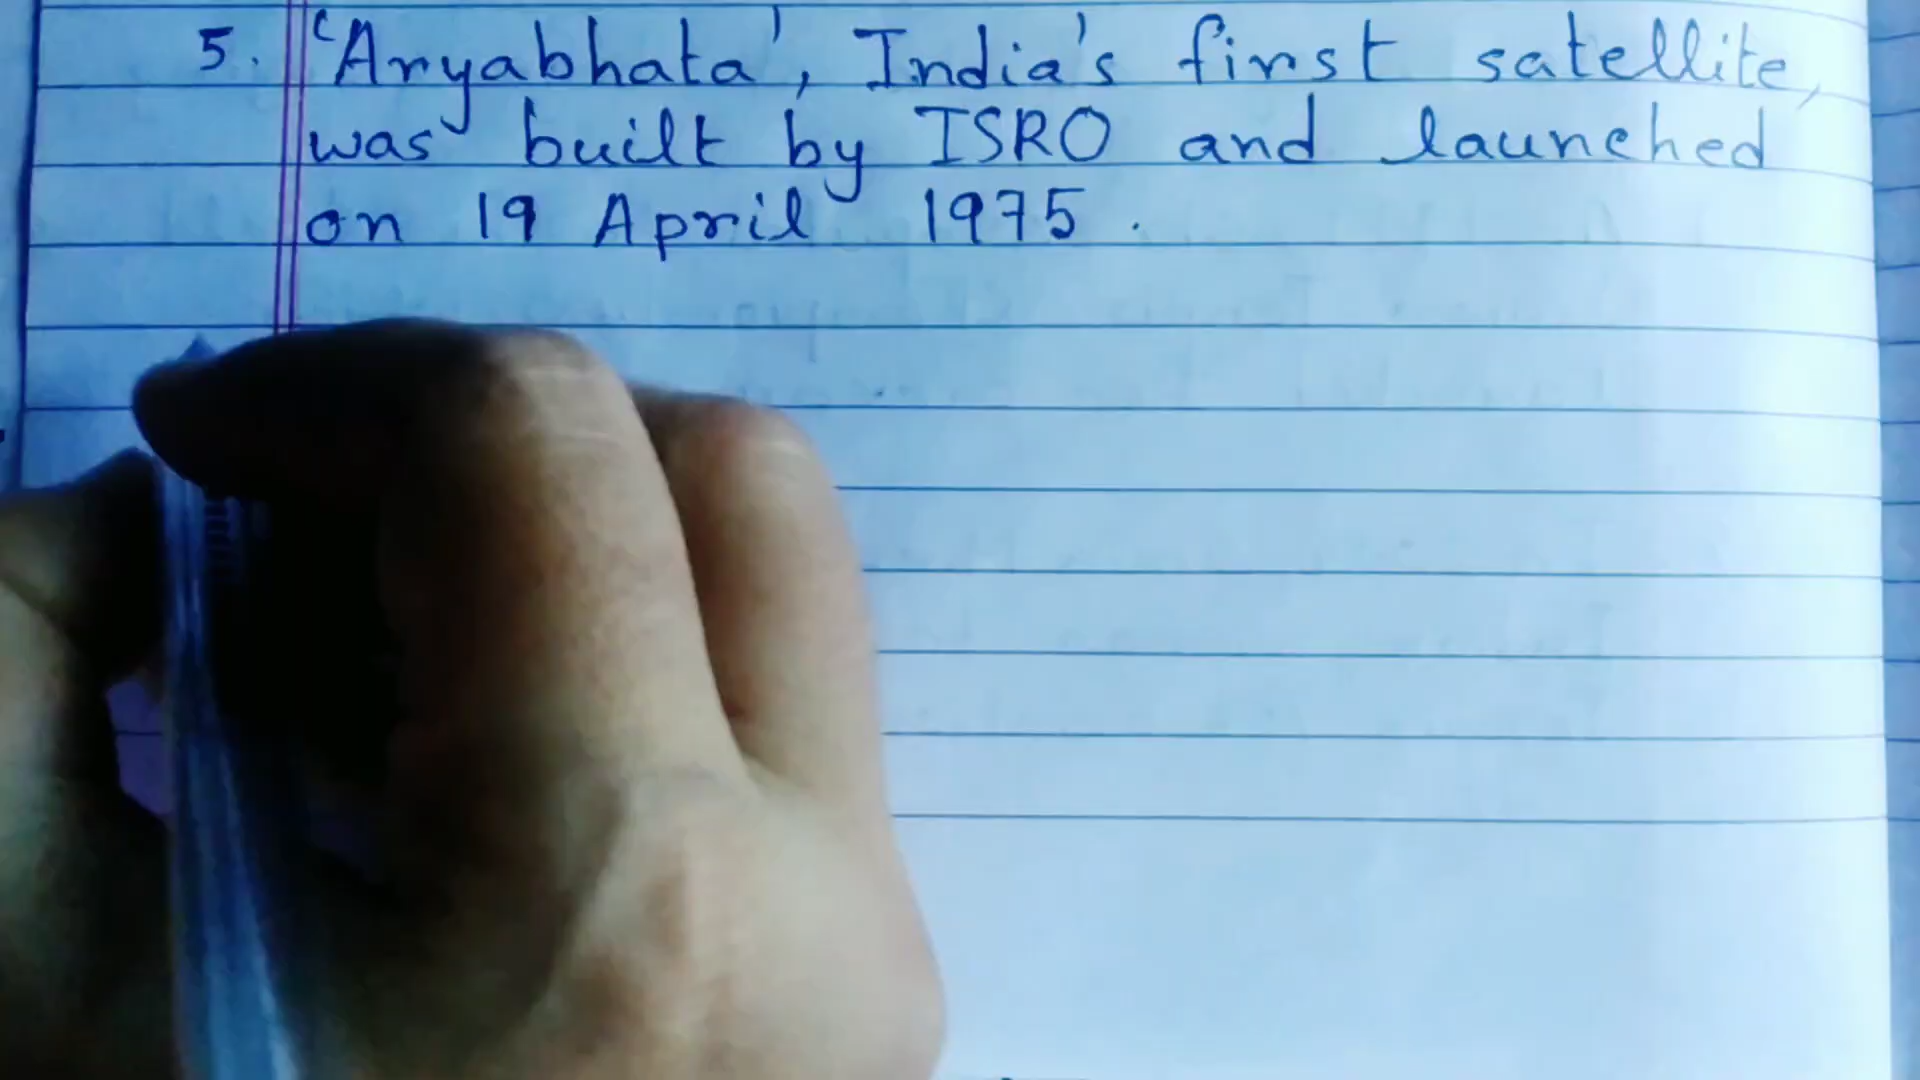 5. 'Aryabhata', India's first satellite,
was built by ISRO and launched
on 19 April 1975.